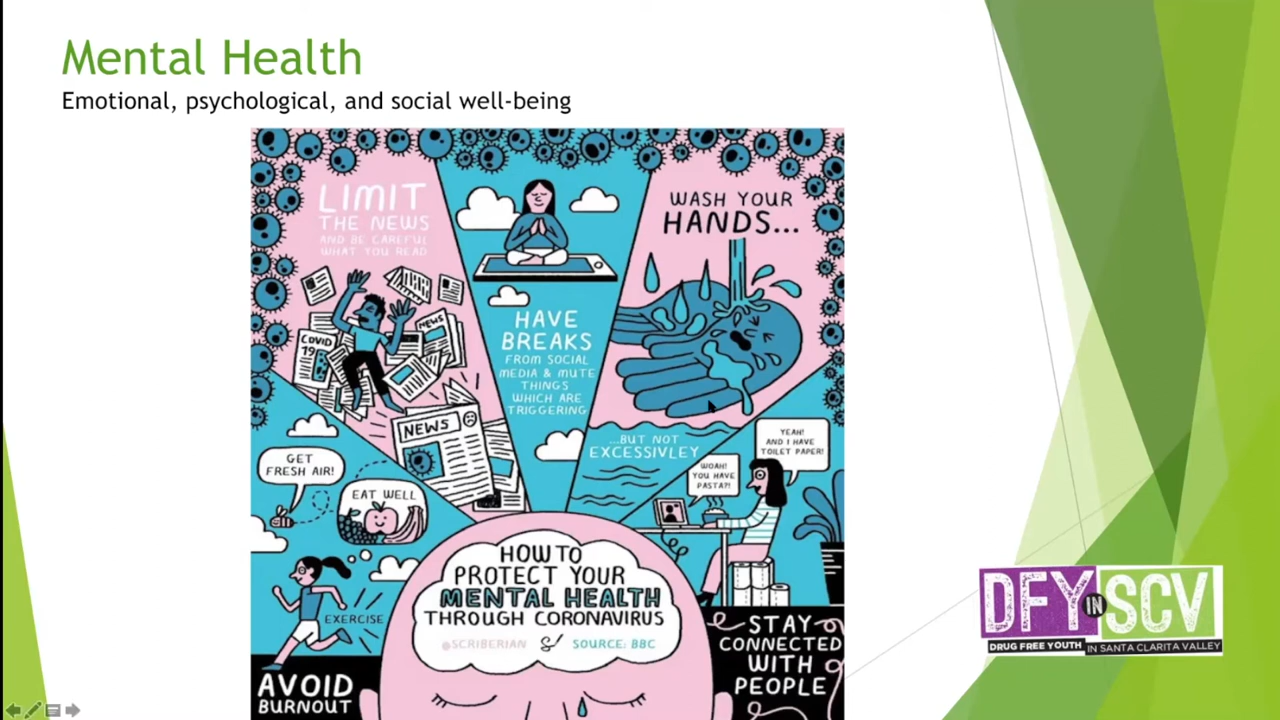 Mental Health
Emotional, psychological, and social well-being
LIMIT
THE NEWS
AND BE CAREFUL
WHAT YOU READ
COVID
19
NEWS
NEWS
HAVE
BREAKS
FROM SOCIAL
MEDIA & MUTE
THINGS
WHICH ARE
TRIGGERING
WASH YOUR
HANDS...
...BUT NOT
EXCESSIVLEY
GET
FRESH AIR!
EAT WELL
EXERCISE
AVOID
BURNOUT
WOAH!
YOU HAVE
PASTA?!
YEAH!
AND I HAVE
TOILET PAPER!
STAY
CONNECTED
WITH
PEOPLE
HOW TO
PROTECT YOUR
MENTAL HEALTH
THROUGH CORONAVIRUS
@SCRIBERIAN
SOURCE: BBC
DFY IN SCV
DRUG FREE YOUTH IN SANTA CLARITA VALLEY